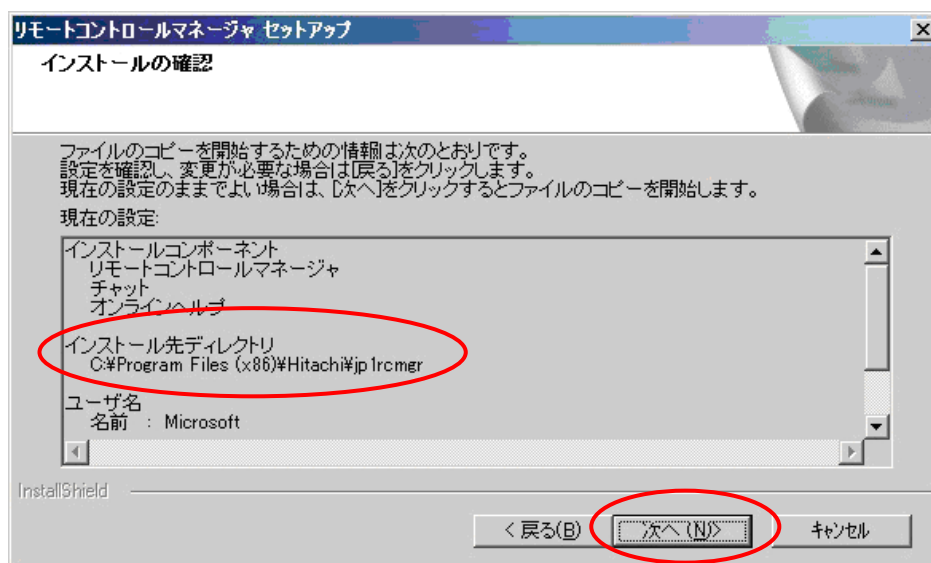 リモートコントロールマネージャ セットアップ
インストールの確認
ファイルのコピーを開始するための情報は次のとおりです。
設定を確認し、変更が必要な場合は[戻る]をクリックします。
現在の設定のままでよい場合は、[次へ]をクリックするとファイルのコピーを開始します。
現在の設定:
インストールコンポーネント
リモートコントロールマネージャ
チャット
オンラインヘルプ
インストール先ディレクトリ
C:¥Program Files (x86)¥Hitachi¥jp1rcmgr
ユーザ名
名前 : Microsoft
InstallShield
< 戻る(B)
次へ(N)>
キャンセル